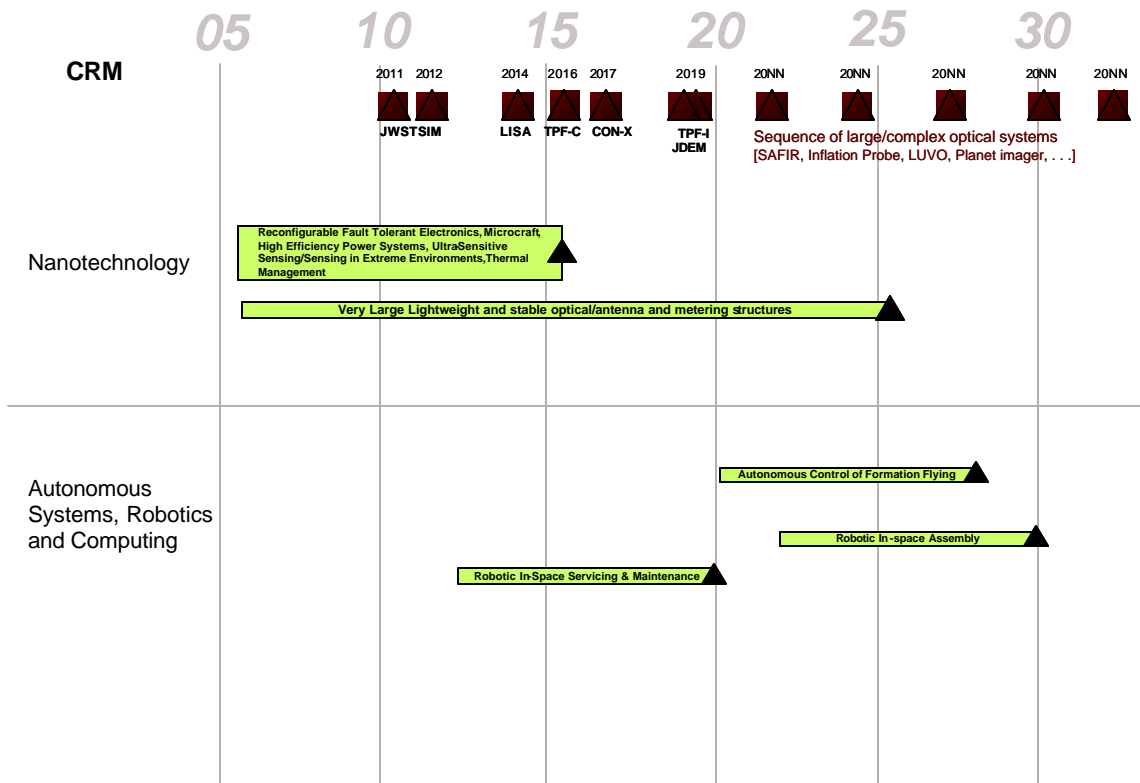 05 10 15 20 25 30
CRM
2011 2012 2014 2016 2017 2019 20NN 20NN 20NN 20NN 20NN
JWST SIM LISA TPF-C CON-X TPF-I
JDEM
Sequence of large/complex optical systems
[SAFIR, Inflation Probe, LUVO, Planet imager, . . .]
Nanotechnology
Reconfigurable Fault Tolerant Electronics, Microcraft,
High Efficiency Power Systems, Ultra-Sensitive
Sensing/Sensing in Extreme Environments, Thermal
Management
Very Large Lightweight and stable optical/antenna and metering structures
Autonomous
Systems, Robotics
and Computing
Autonomous Control of Formation Flying
Robotic In-space Assembly
Robotic In-Space Servicing & Maintenance